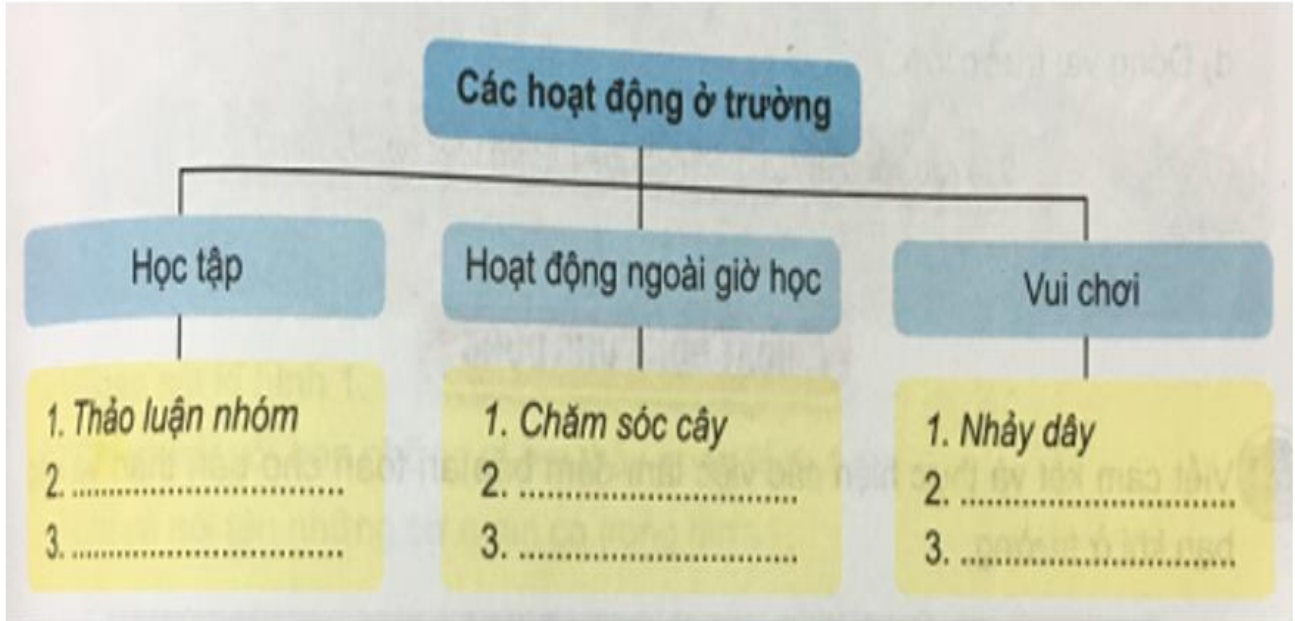 Các hoạt động ở trường
Học tập
Hoạt động ngoài giờ học
Vui chơi
1. Thảo luận nhóm
2. ................................
3. ................................
1. Chăm sóc cây
2. ................................
3. ................................
1. Nhảy dây
2. ................................
3. ................................